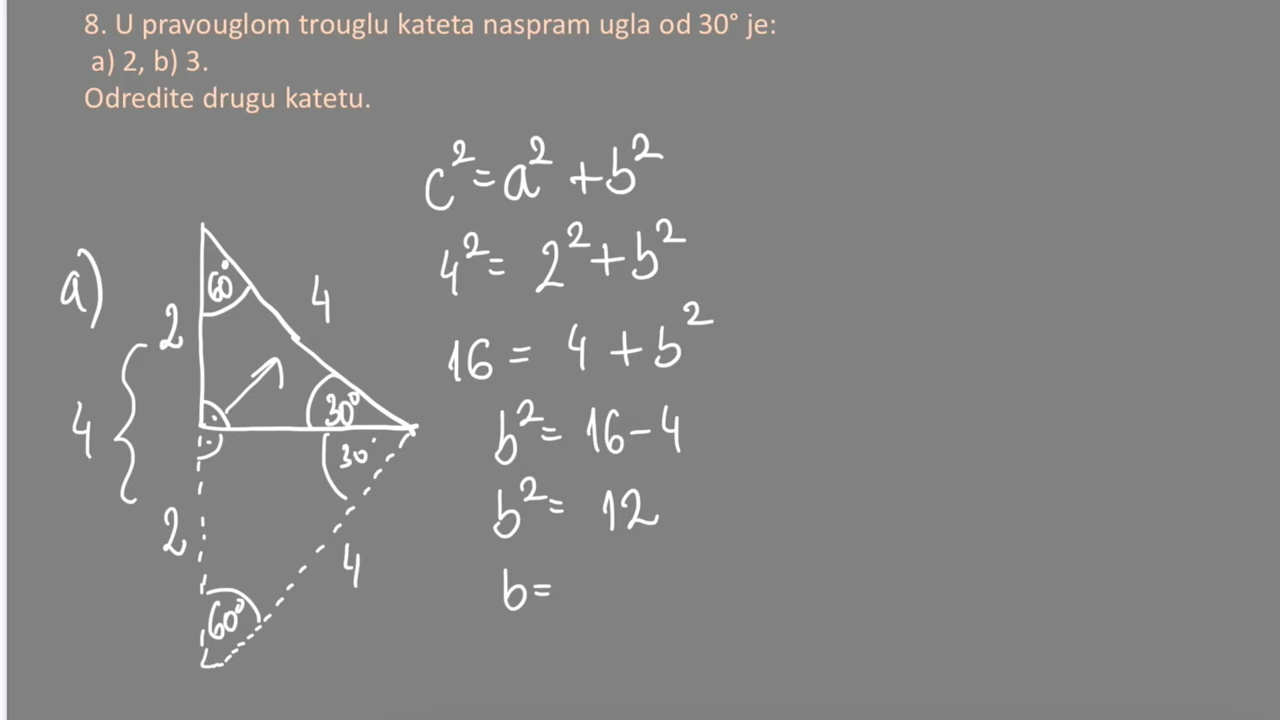 8. U pravouglom trouglu kateta naspram ugla od 30° je:
a) 2, b) 3.
Odredite drugu katetu.
c² = a² + b²
4² = 2² + b²
16 = 4 + b²
b² = 16 - 4
b² = 12
b =
a)
60°
4
2
30°
4
30°
2
4
60°